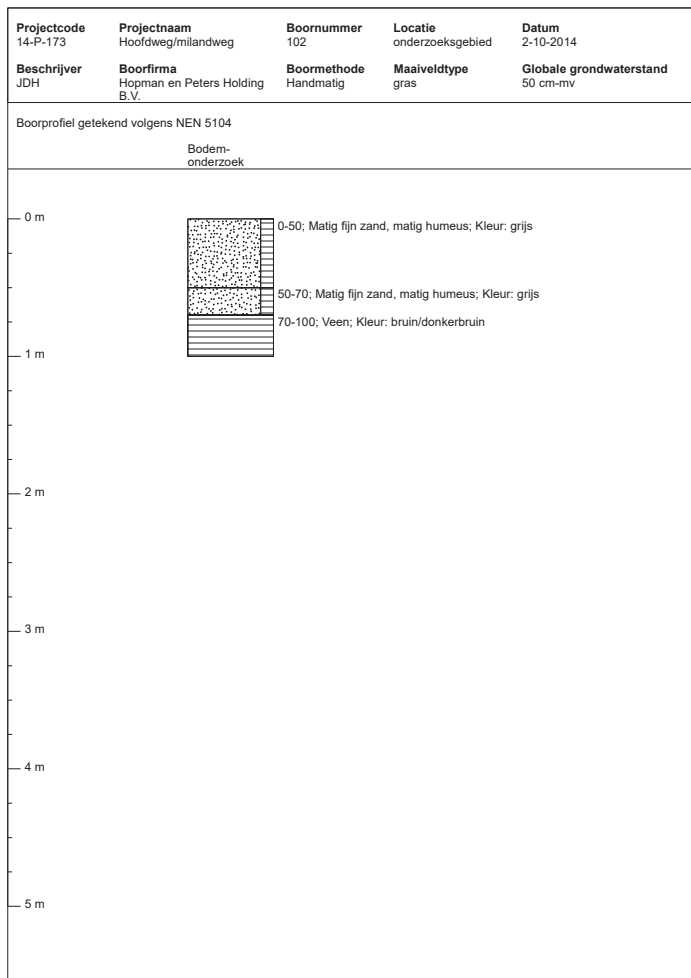 Projectcode Projectnaam Boornummer Locatie Datum
14-P-173 Hoofdweg/milandweg 102 onderzoeksgebied 2-10-2014
Beschrijver Boorfirma Boormethode Maaiveldtype Globale grondwaterstand
JDH Hopman en Peters Holding Handmatig gras 50 cm-mv
B.V.
Boorprofiel getekend volgens NEN 5104
Bodem-
onderzoek
0 m
0-50; Matig fijn zand, matig humeus; Kleur: grijs
50-70; Matig fijn zand, matig humeus; Kleur: grijs
70-100; Veen; Kleur: bruin/donkerbruin
1 m
2 m
3 m
4 m
5 m